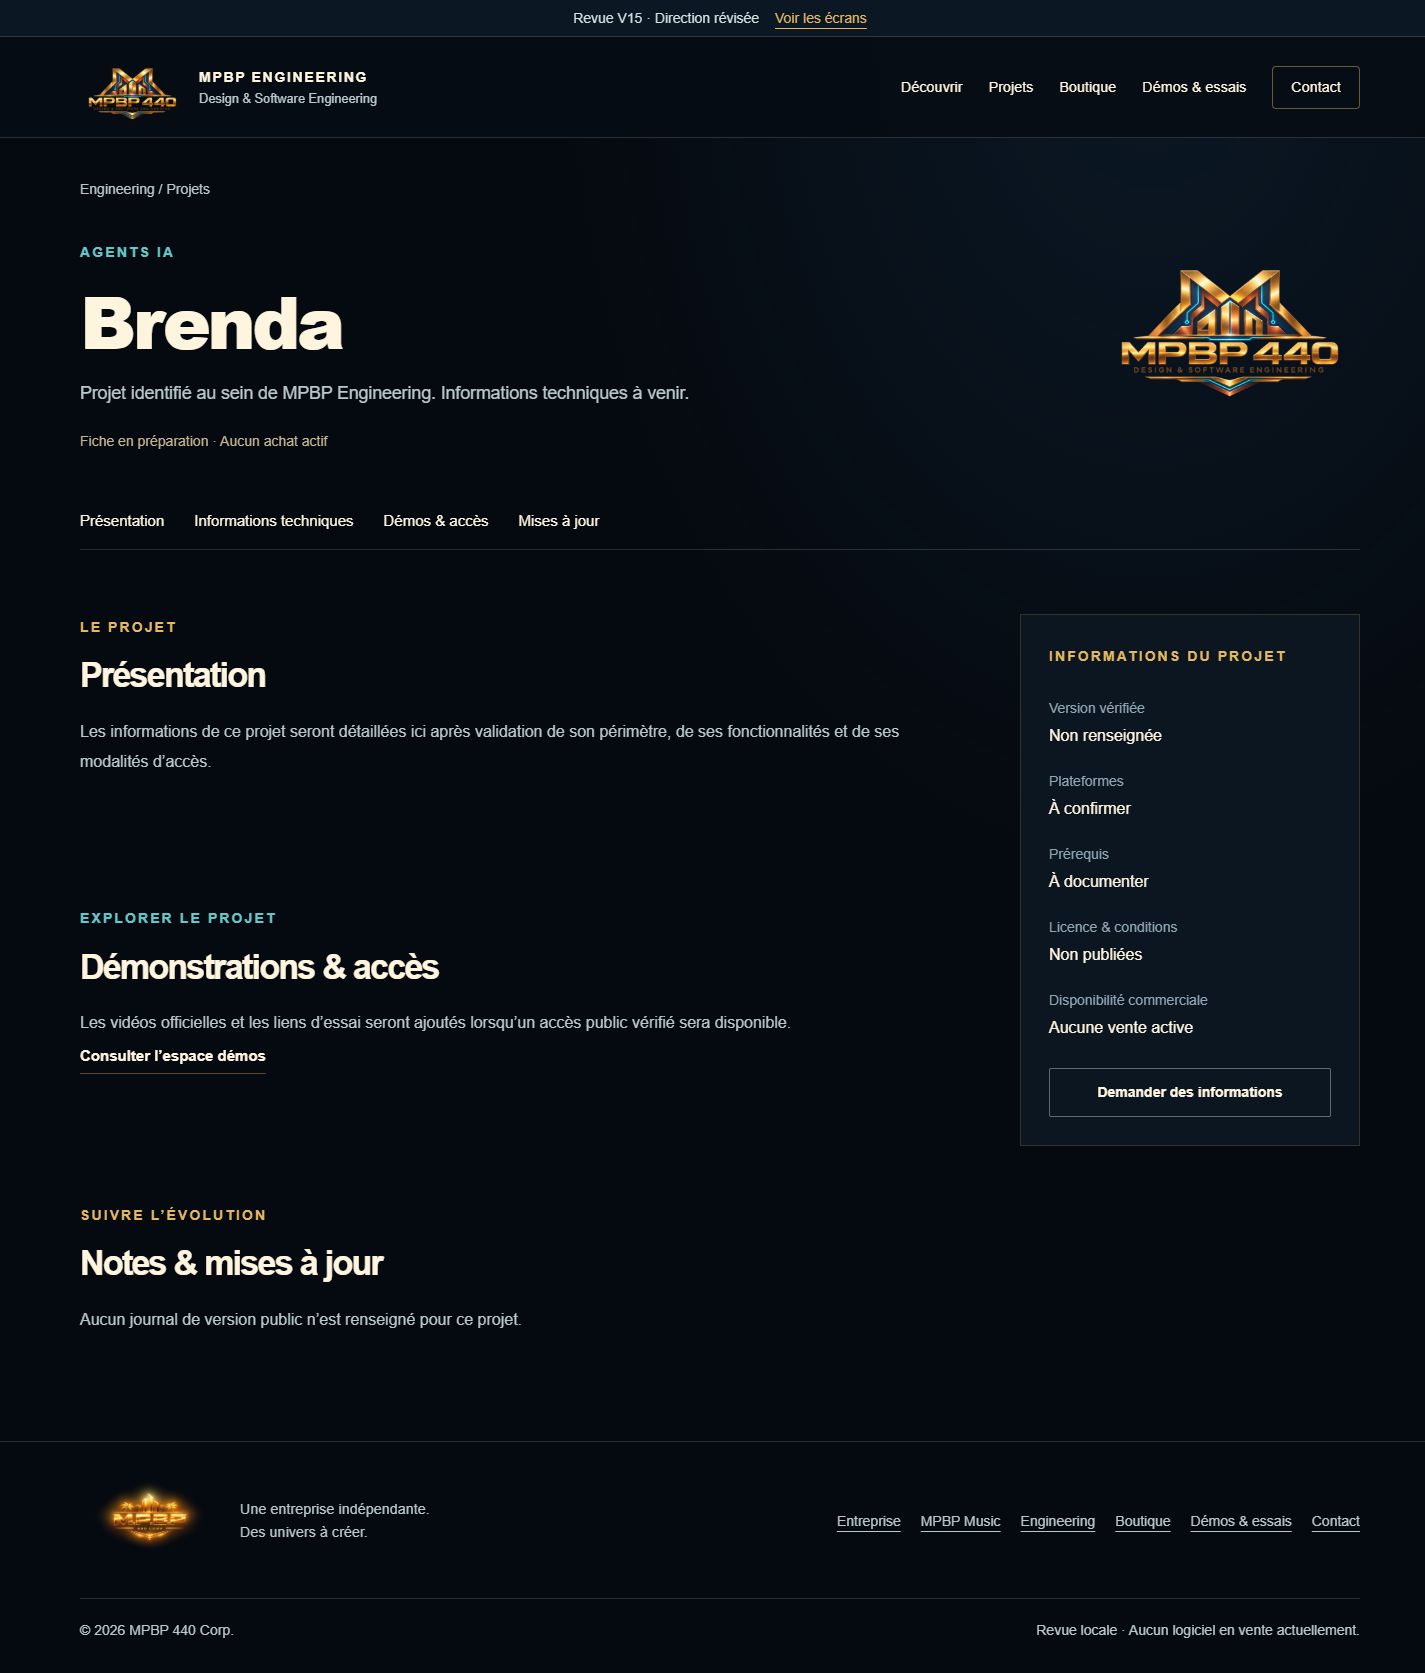 Revue V15 · Direction révisée Voir les écrans
MPBP 440
MPBP ENGINEERING
Design & Software Engineering
Découvrir Projets Boutique Démos & essais Contact
Engineering / Projets
AGENTS IA
Brenda
Projet identifié au sein de MPBP Engineering. Informations techniques à venir.
Fiche en préparation · Aucun achat actif
MPBP 440
DESIGN & SOFTWARE ENGINEERING
Présentation Informations techniques Démos & accès Mises à jour
LE PROJET
Présentation
Les informations de ce projet seront détaillées ici après validation de son périmètre, de ses fonctionnalités et de ses
modalités d’accès.
EXPLORER LE PROJET
Démonstrations & accès
Les vidéos officielles et les liens d’essai seront ajoutés lorsqu’un accès public vérifié sera disponible.
Consulter l’espace démos
SUIVRE L’ÉVOLUTION
Notes & mises à jour
Aucun journal de version public n’est renseigné pour ce projet.
INFORMATIONS DU PROJET
Version vérifiée
Non renseignée
Plateformes
À confirmer
Prérequis
À documenter
Licence & conditions
Non publiées
Disponibilité commerciale
Aucune vente active
Demander des informations
MPBP
Une entreprise indépendante.
Des univers à créer.
Entreprise MPBP Music Engineering Boutique Démos & essais Contact
© 2026 MPBP 440 Corp.
Revue locale · Aucun logiciel en vente actuellement.